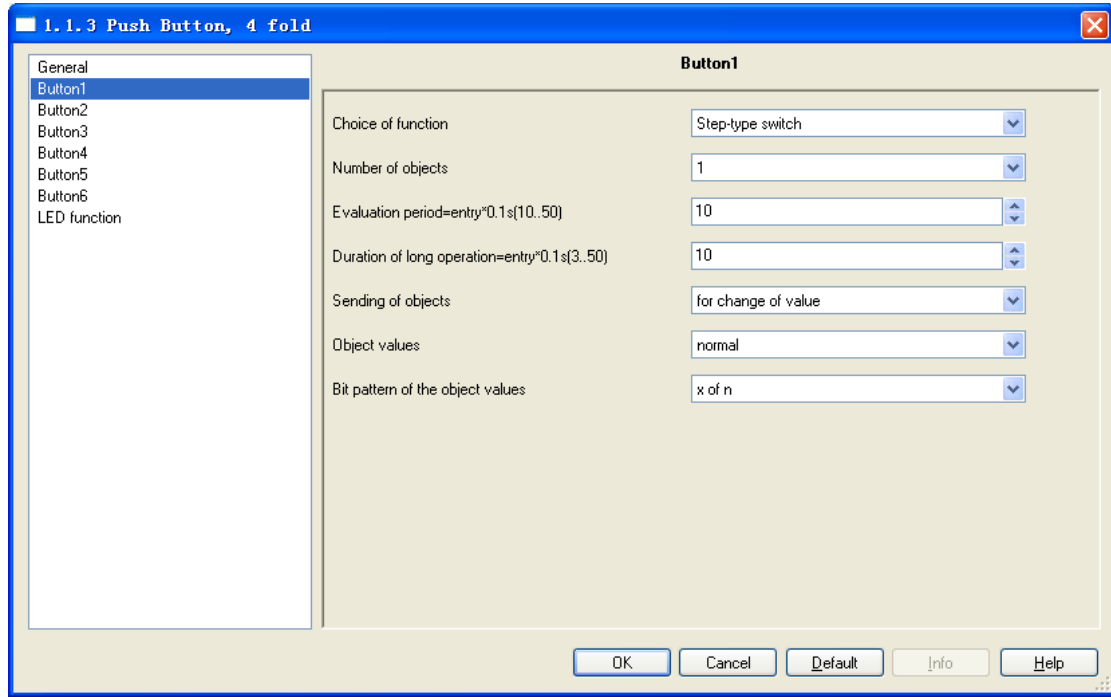 1.1.3 Push Button, 4 fold
General
Button1
Button2
Button3
Button4
Button5
Button6
LED function
Button1
Choice of function Step-type switch
Number of objects 1
Evaluation period=entry*0.1s(10..50) 10
Duration of long operation=entry*0.1s(3..50) 10
Sending of objects for change of value
Object values normal
Bit pattern of the object values x of n
OK Cancel Default Info Help